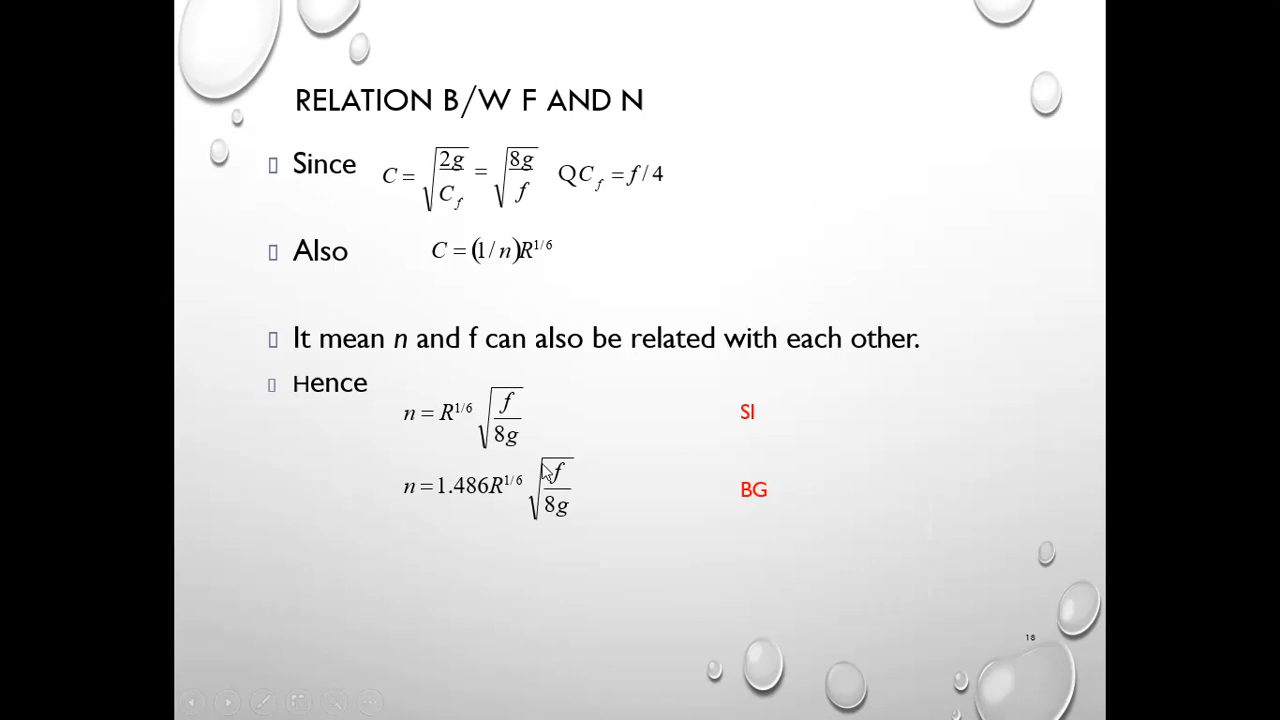 RELATION B/W F AND N
Since C = √(2g/C_f) = √(8g/f) QC_f = f/4
Also C = (1/n)R^1/6
It mean n and f can also be related with each other.
Hence
n = R^1/6 √(f/8g) SI
n = 1.486R^1/6 √(f/8g) BG
18